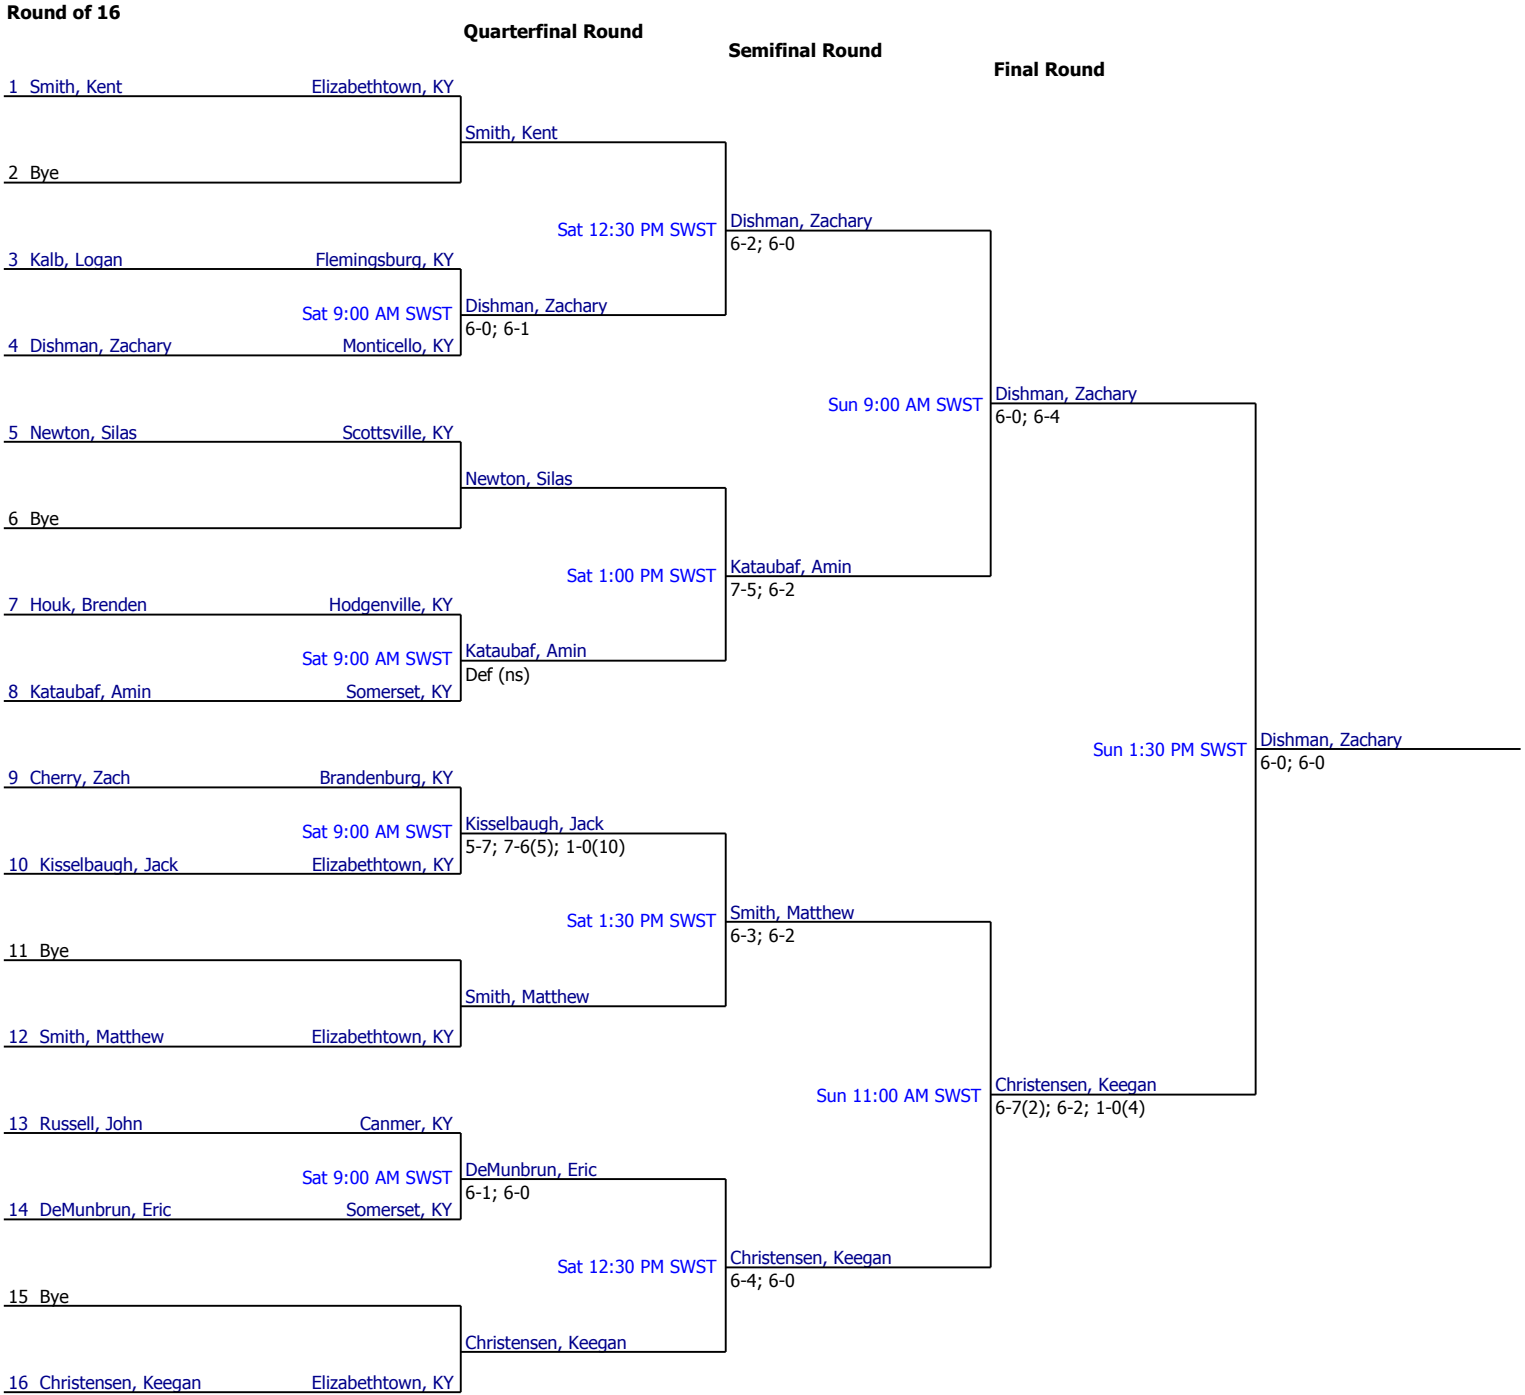 Round of 16
Quarterfinal Round
Semifinal Round
Final Round
1 Smith, Kent Elizabethtown, KY
Smith, Kent
2 Bye
Sat 12:30 PM SWST Dishman, Zachary
6-2; 6-0
3 Kalb, Logan Flemingsburg, KY
Sat 9:00 AM SWST Dishman, Zachary
6-0; 6-1
4 Dishman, Zachary Monticello, KY
Sun 9:00 AM SWST Dishman, Zachary
6-0; 6-4
5 Newton, Silas Scottsville, KY
Newton, Silas
6 Bye
Sat 1:00 PM SWST Kataubaf, Amin
7-5; 6-2
7 Houk, Brenden Hodgenville, KY
Sat 9:00 AM SWST Kataubaf, Amin
Def (ns)
8 Kataubaf, Amin Somerset, KY
Sun 1:30 PM SWST Dishman, Zachary
6-0; 6-0
9 Cherry, Zach Brandenburg, KY
Sat 9:00 AM SWST Kisselbaugh, Jack
5-7; 7-6(5); 1-0(10)
10 Kisselbaugh, Jack Elizabethtown, KY
Sat 1:30 PM SWST Smith, Matthew
6-3; 6-2
11 Bye
Smith, Matthew
12 Smith, Matthew Elizabethtown, KY
Sun 11:00 AM SWST Christensen, Keegan
6-7(2); 6-2; 1-0(4)
13 Russell, John Canmer, KY
Sat 9:00 AM SWST DeMunbrun, Eric
6-1; 6-0
14 DeMunbrun, Eric Somerset, KY
Sat 12:30 PM SWST Christensen, Keegan
6-4; 6-0
15 Bye
Christensen, Keegan
16 Christensen, Keegan Elizabethtown, KY